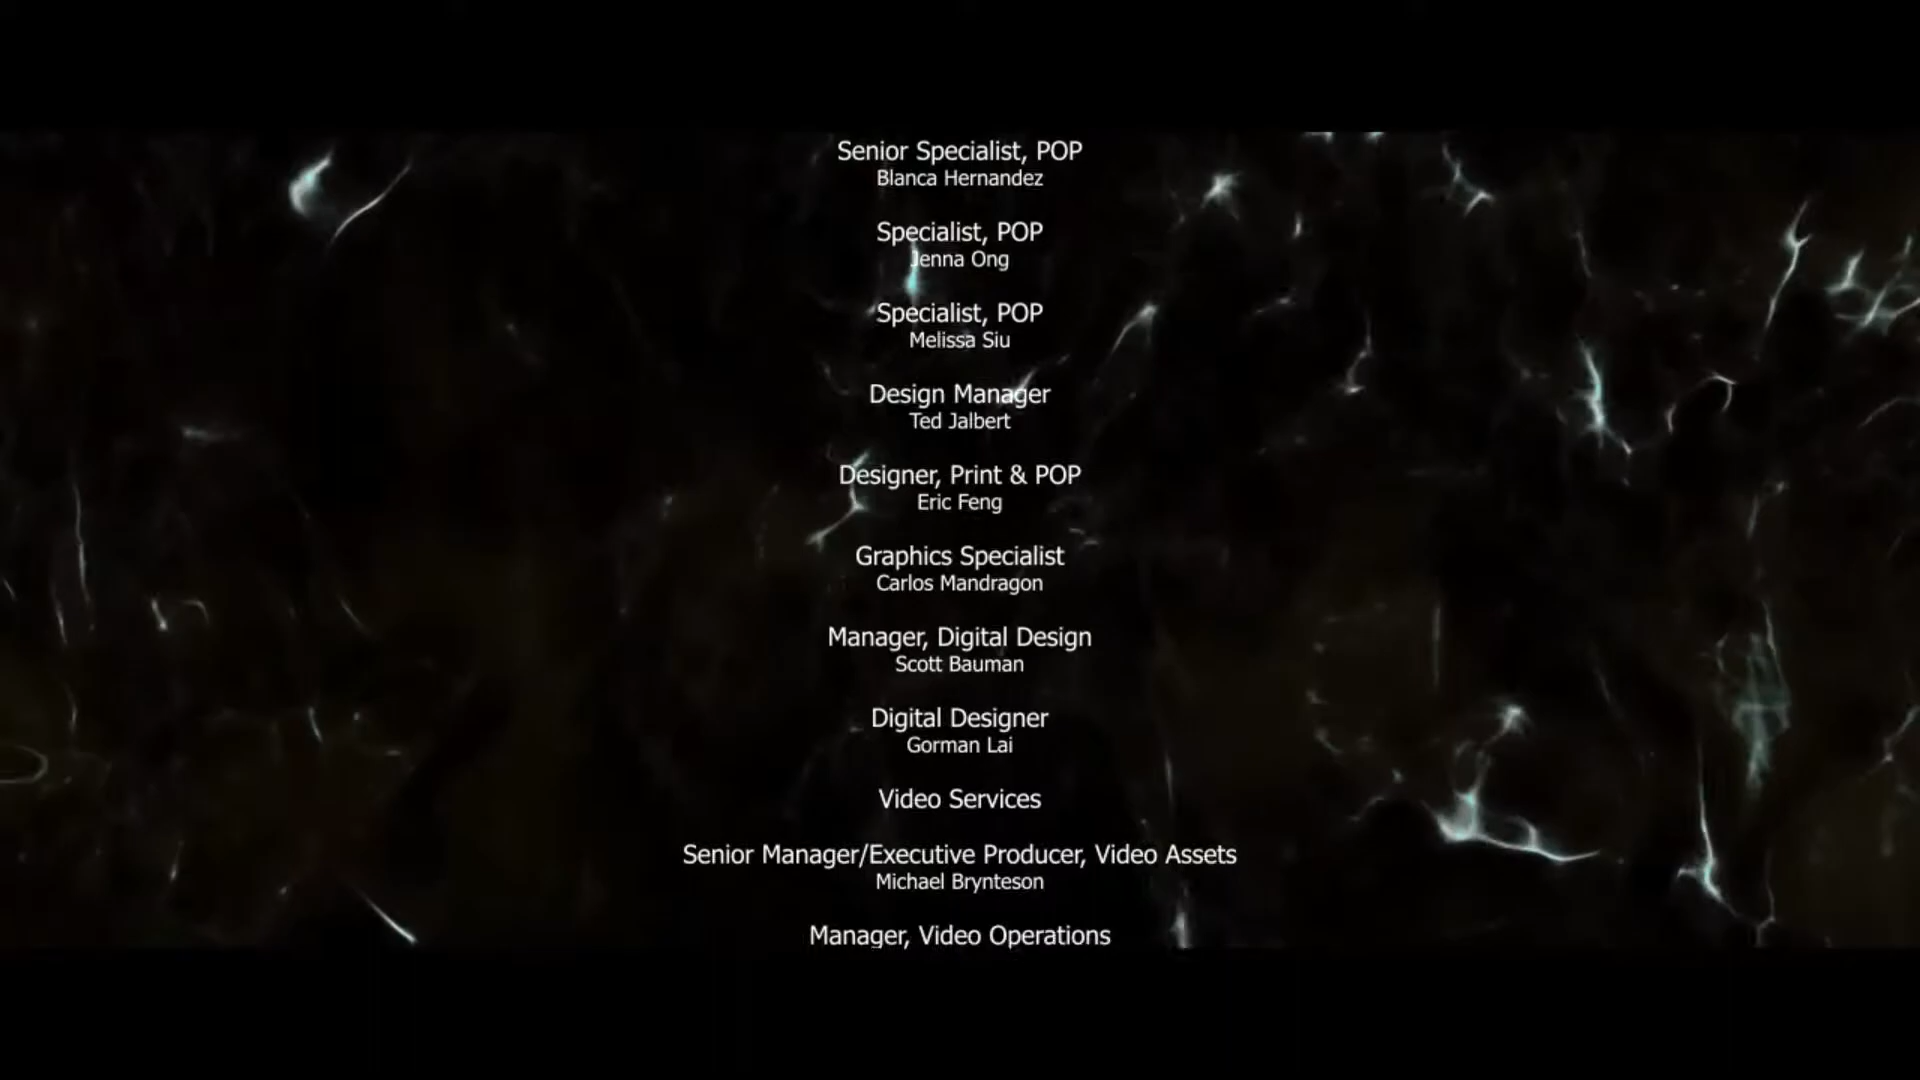 Senior Specialist, POP
Blanca Hernandez
Specialist, POP
Jenna Ong
Specialist, POP
Melissa Siu
Design Manager
Ted Jalbert
Designer, Print & POP
Eric Feng
Graphics Specialist
Carlos Mandragon
Manager, Digital Design
Scott Bauman
Digital Designer
Gorman Lai
Video Services
Senior Manager/Executive Producer, Video Assets
Michael Brynteson
Manager, Video Operations